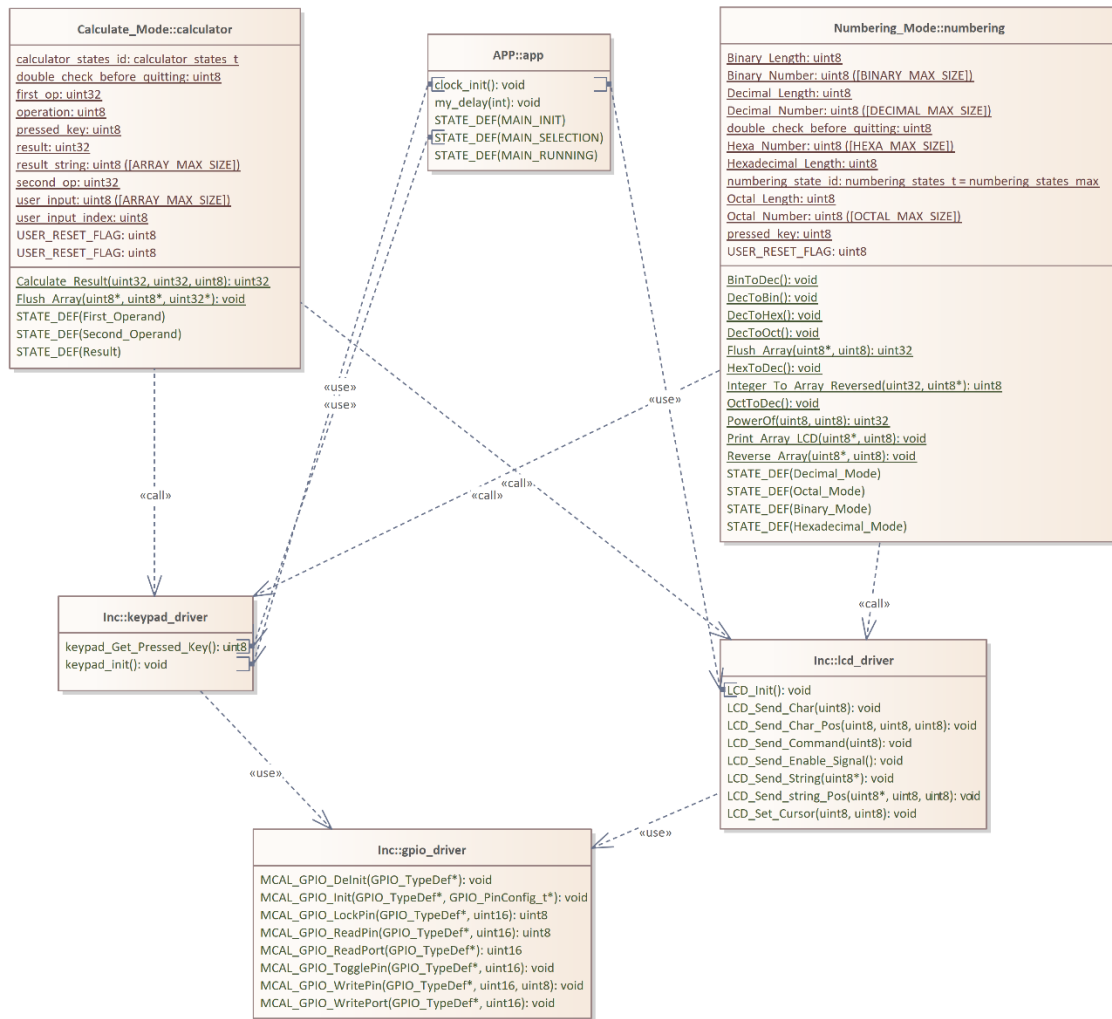 Calculate_Mode::calculator
calculator_states_id: calculator_states_t
double_check_before_quitting: uint8
first_op: uint32
operation: uint8
pressed_key: uint8
result: uint32
result_string: uint8 ([ARRAY_MAX_SIZE])
second_op: uint32
user_input: uint8 ([ARRAY_MAX_SIZE])
user_input_index: uint8
USER_RESET_FLAG: uint8
USER_RESET_FLAG: uint8
Calculate_Result(uint32, uint32, uint8): uint32
Flush_Array(uint8*, uint8*, uint32*): void
STATE_DEF(First_Operand)
STATE_DEF(Second_Operand)
STATE_DEF(Result)
APP::app
clock_init(): void
my_delay(int): void
STATE_DEF(MAIN_INIT)
STATE_DEF(MAIN_SELECTION)
STATE_DEF(MAIN_RUNNING)
Numbering_Mode::numbering
Binary_Length: uint8
Binary_Number: uint8 ([BINARY_MAX_SIZE])
Decimal_Length: uint8
Decimal_Number: uint8 ([DECIMAL_MAX_SIZE])
double_check_before_quitting: uint8
Hexa_Number: uint8 ([HEXA_MAX_SIZE])
Hexadecimal_Length: uint8
numbering_state_id: numbering_states_t = numbering_states_max
Octal_Length: uint8
Octal_Number: uint8 ([OCTAL_MAX_SIZE])
pressed_key: uint8
USER_RESET_FLAG: uint8
BinToDec(): void
DecToBin(): void
DecToHex(): void
DecToOct(): void
Flush_Array(uint8*, uint8): uint32
HexToDec(): void
Integer_To_Array_Reversed(uint32, uint8*): uint8
OctToDec(): void
PowerOf(uint8, uint8): uint32
Print_Array_LCD(uint8*, uint8): void
Reverse_Array(uint8*, uint8): void
STATE_DEF(Decimal_Mode)
STATE_DEF(Octal_Mode)
STATE_DEF(Binary_Mode)
STATE_DEF(Hexadecimal_Mode)
«use»
«use»
«use»
«call»
«call»
«call»
«call»
Inc::keypad_driver
keypad_Get_Pressed_Key(): uint8
keypad_init(): void
Inc::lcd_driver
LCD_Init(): void
LCD_Send_Char(uint8): void
LCD_Send_Char_Pos(uint8, uint8, uint8): void
LCD_Send_Command(uint8): void
LCD_Send_Enable_Signal(): void
LCD_Send_String(uint8*): void
LCD_Send_string_Pos(uint8*, uint8, uint8): void
LCD_Set_Cursor(uint8, uint8): void
«use»
«use»
Inc::gpio_driver
MCAL_GPIO_DeInit(GPIO_TypeDef*): void
MCAL_GPIO_Init(GPIO_TypeDef*, GPIO_PinConfig_t*): void
MCAL_GPIO_LockPin(GPIO_TypeDef*, uint16): uint8
MCAL_GPIO_ReadPin(GPIO_TypeDef*, uint16): uint8
MCAL_GPIO_ReadPort(GPIO_TypeDef*): uint16
MCAL_GPIO_TogglePin(GPIO_TypeDef*, uint16): void
MCAL_GPIO_WritePin(GPIO_TypeDef*, uint16, uint8): void
MCAL_GPIO_WritePort(GPIO_TypeDef*, uint16): void